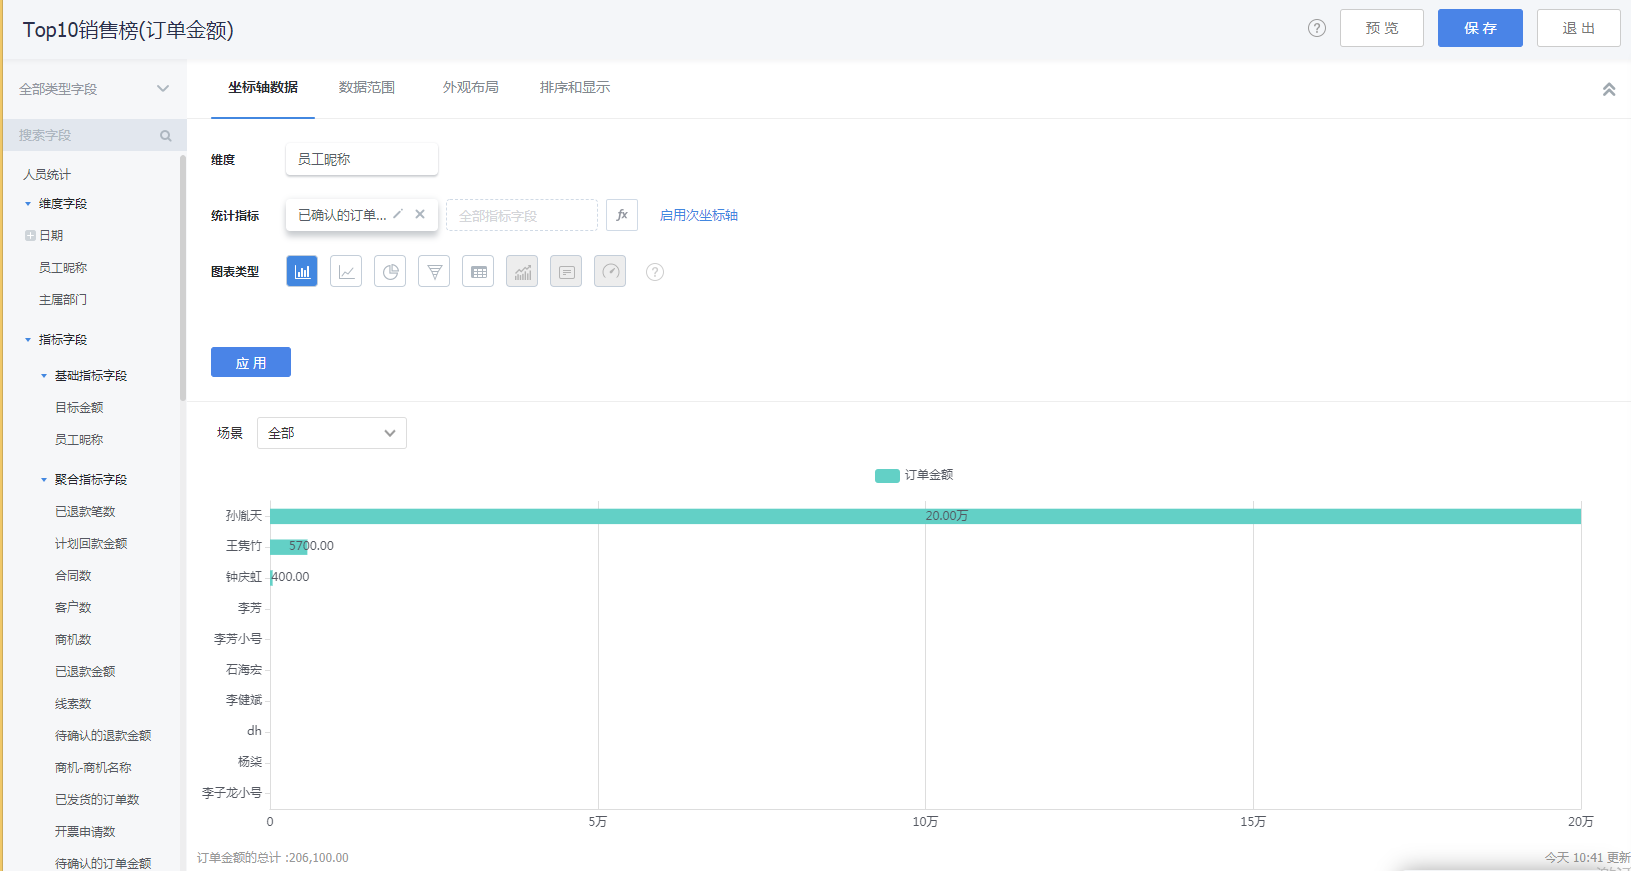 Top10销售榜(订单金额)
预 览
保 存
退 出
全部类型字段
搜索字段
人员统计
维度字段
日期
员工昵称
主属部门
指标字段
基础指标字段
目标金额
员工昵称
聚合指标字段
已退款笔数
计划回款金额
合同数
客户数
商机数
已退款金额
线索数
待确认的退款金额
商机-商机名称
已发货的订单数
开票申请数
待确认的订单金额
坐标轴数据
数据范围
外观布局
排序和显示
维度
员工昵称
统计指标
已确认的订单...
全部指标字段
fx
启用次坐标轴
图表类型
应 用
场景
全部
订单金额
孙胤天
20.00万
王隽竹
5700.00
钟庆虹
400.00
李芳
李芳小号
石海宏
李健斌
dh
杨柒
李子龙小号
0
5万
10万
15万
20万
订单金额的总计 :206,100.00
今天 10:41 更新